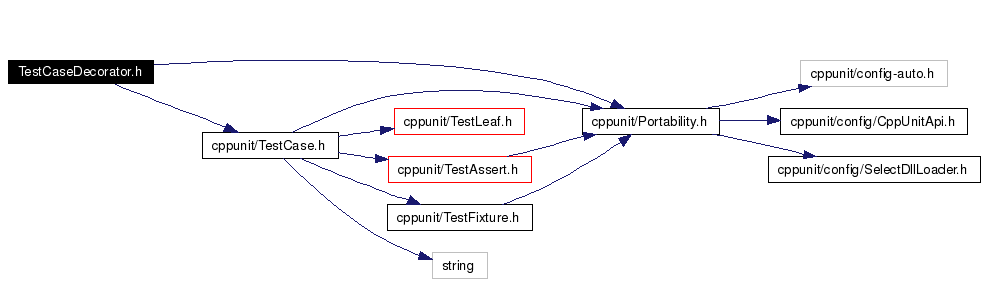 TestCaseDecorator.h
cppunit/TestCase.h
cppunit/TestLeaf.h
cppunit/TestAssert.h
cppunit/TestFixture.h
string
cppunit/Portability.h
cppunit/config-auto.h
cppunit/config/CppUnitApi.h
cppunit/config/SelectDllLoader.h